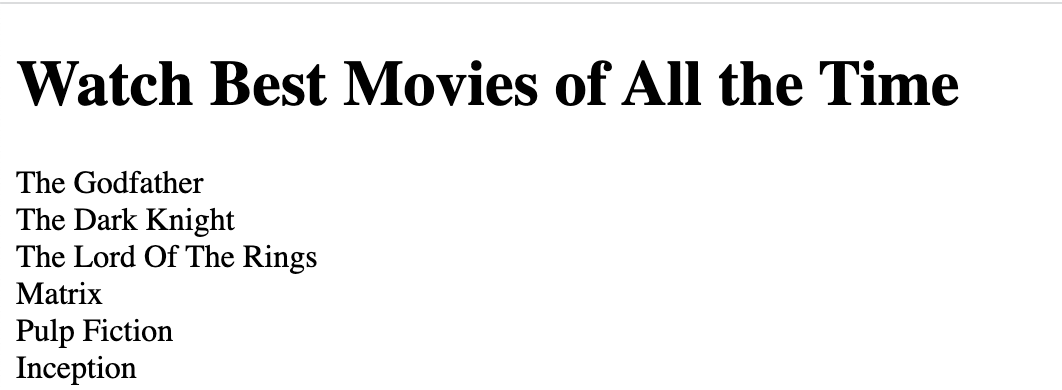 Watch Best Movies of All the Time
The Godfather
The Dark Knight
The Lord Of The Rings
Matrix
Pulp Fiction
Inception